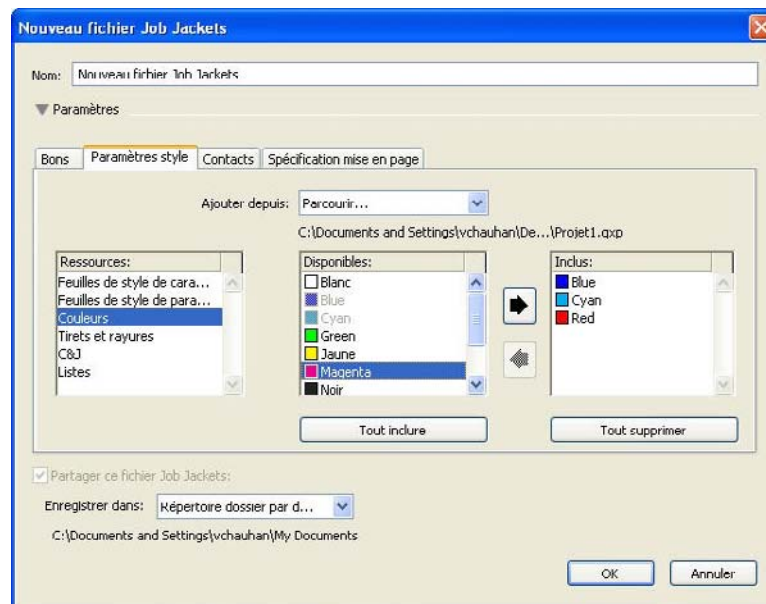 Nouveau fichier Job Jackets
Nom: Nouveau fichier Job Jackets
Paramètres
Bons Paramètres style Contacts Spécification mise en page
Ajouter depuis: Parcourir...
C:\Documents and Settings\vchauhan\De...\Projet1.qxp
Ressources:
Feuilles de style de cara...
Feuilles de style de para...
Couleurs
Tirets et rayures
C&J
Listes
Disponibles:
Blanc
Blue
Cyan
Green
Jaune
Magenta
Noir
Tout inclure
Inclus:
Blue
Cyan
Red
Tout supprimer
Partager ce fichier Job Jackets:
Enregistrer dans: Répertoire dossier par d...
C:\Documents and Settings\vchauhan\My Documents
OK Annuler